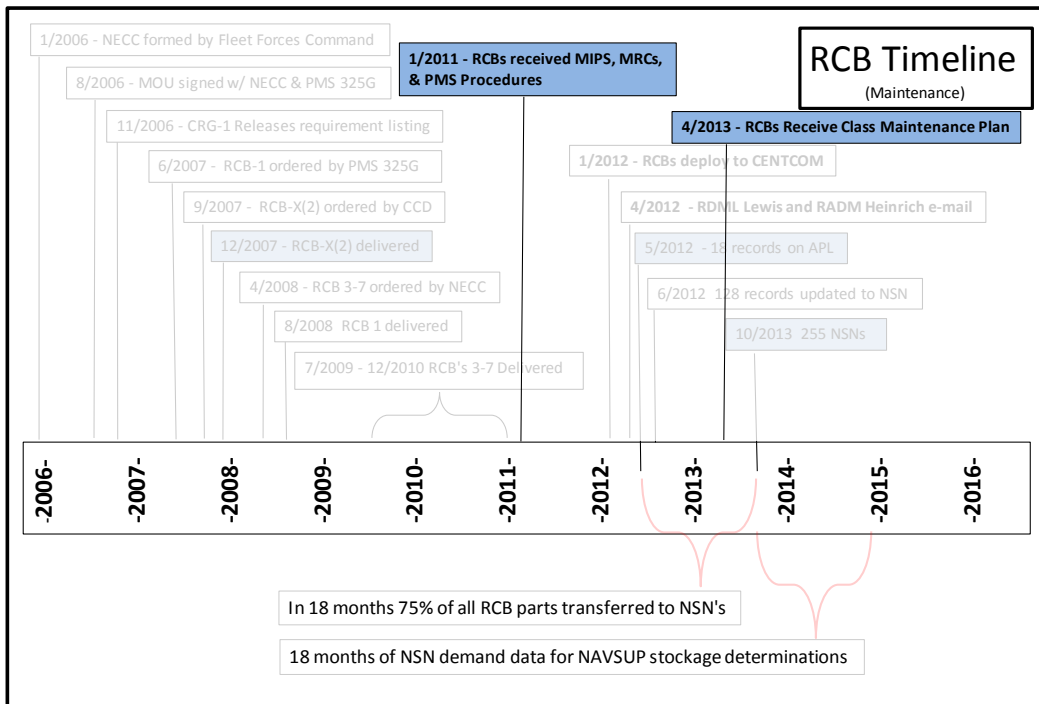 RCB Timeline
(Maintenance)
1/2006 - NECC formed by Fleet Forces Command
8/2006 - MOU signed w/ NECC & PMS 325G
11/2006 - CRG-1 Releases requirement listing
6/2007 - RCB-1 ordered by PMS 325G
9/2007 - RCB-X(2) ordered by CCD
12/2007 - RCB-X(2) delivered
4/2008 - RCB 3-7 ordered by NECC
8/2008 RCB 1 delivered
7/2009 - 12/2010 RCB's 3-7 Delivered
1/2011 - RCBs received MIPS, MRCs,
& PMS Procedures
4/2013 - RCBs Receive Class Maintenance Plan
1/2012 - RCBs deploy to CENTCOM
4/2012 - RDML Lewis and RADM Heinrich e-mail
5/2012 - 18 records on APL
6/2012 128 records updated to NSN
10/2013 255 NSNs
-2006-
-2007-
-2008-
-2009-
-2010-
-2011-
-2012-
-2013-
-2014-
-2015-
-2016-
In 18 months 75% of all RCB parts transferred to NSN's
18 months of NSN demand data for NAVSUP stockage determinations